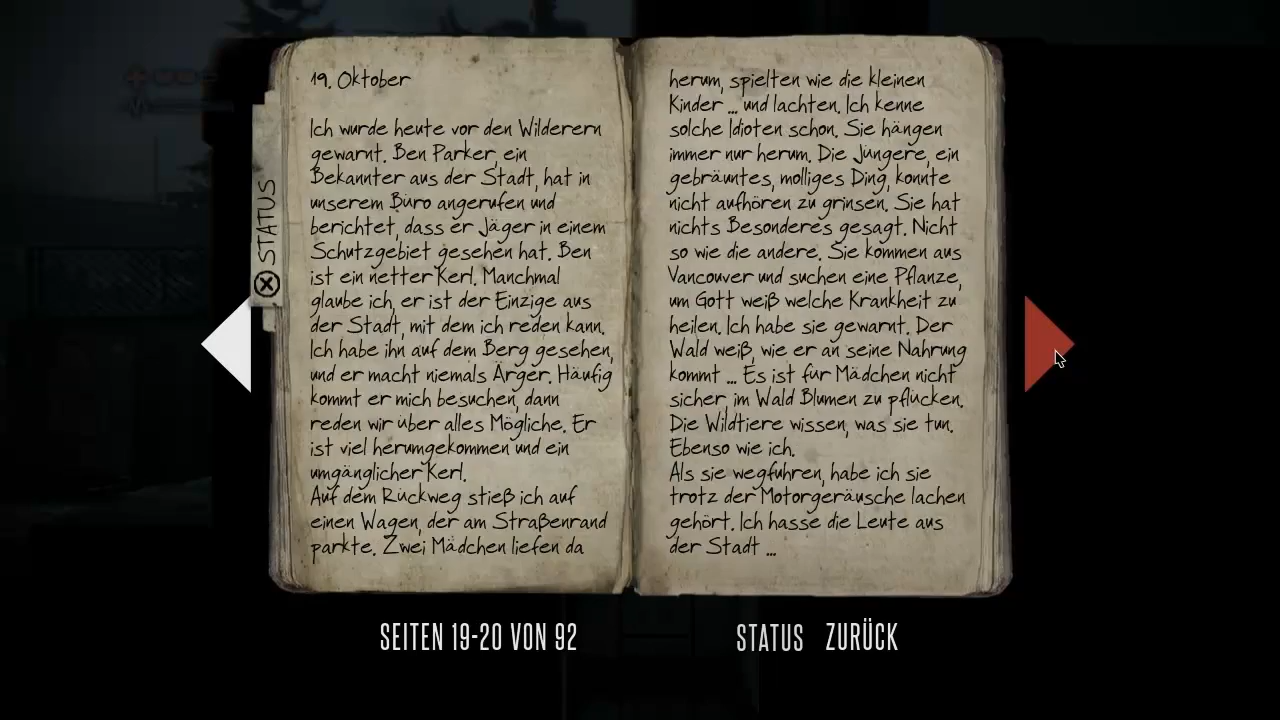 19. Oktober
Ich wurde heute vor den Wilderern
gewarnt. Ben Parker, ein
Bekannter aus der Stadt, hat in
unserem Büro angerufen und
berichtet, dass er Jäger in einem
Schutzgebiet gesehen hat. Ben
ist ein netter Kerl. Manchmal
glaube ich, er ist der Einzige aus
der Stadt, mit dem ich reden kann.
Ich habe ihn auf dem Berg gesehen,
und er macht niemals Ärger. Häufig
kommt er mich besuchen, dann
reden wir über alles Mögliche. Er
ist viel herumgekommen und ein
umgänglicher Kerl.
Auf dem Rückweg stieß ich auf
einen Wagen, der am Straßenrand
parkte. Zwei Mädchen liefen da
herum, spielten wie die kleinen
Kinder ... und lachten. Ich kenne
solche Idioten schon. Sie hängen
immer nur herum. Die Jüngere, ein
gebräuntes, molliges Ding, konnte
nicht aufhören zu grinsen. Sie hat
nichts Besonderes gesagt. Nicht
so wie die andere. Sie kommen aus
Vancouver und suchen eine Pflanze,
um Gott weiß welche Krankheit zu
heilen. Ich habe sie gewarnt. Der
Wald weiß, wie er an seine Nahrung
kommt ... Es ist für Mädchen nicht
sicher im Wald Blumen zu pflücken.
Die Wildtiere wissen, was sie tun.
Ebenso wie ich.
Als sie wegfuhren, habe ich sie
trotz der Motorgeräusche lachen
gehört. Ich hasse die Leute aus
der Stadt ...
STATUS
SEITEN 19-20 VON 92
STATUS ZURÜCK